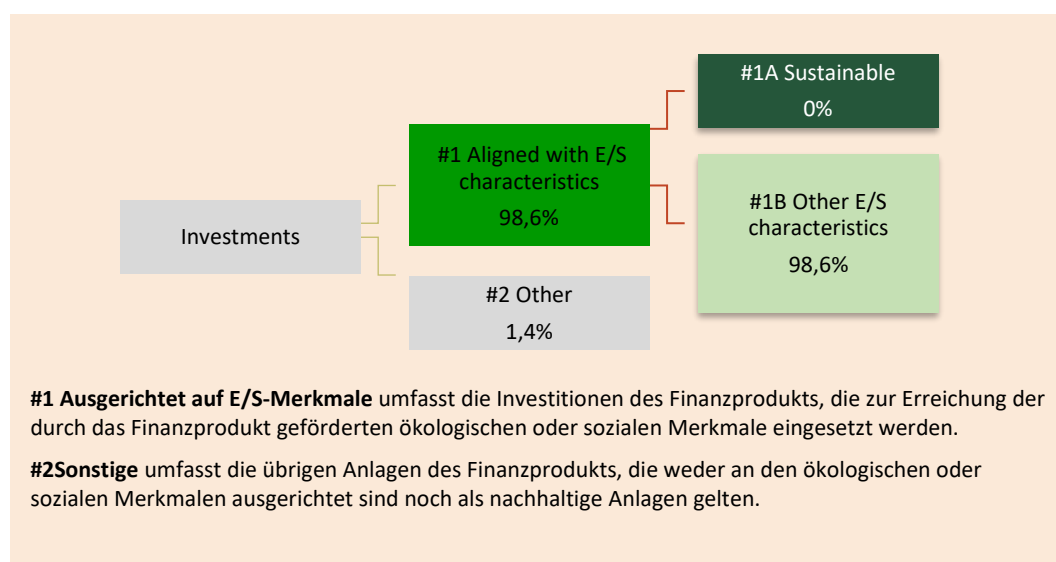 #1A Sustainable
0%
#1 Aligned with E/S
characteristics
98,6%
#1B Other E/S
characteristics
98,6%
Investments
#2 Other
1,4%
#1 Ausgerichtet auf E/S-Merkmale umfasst die Investitionen des Finanzprodukts, die zur Erreichung der
durch das Finanzprodukt geförderten ökologischen oder sozialen Merkmale eingesetzt werden.
#2Sonstige umfasst die übrigen Anlagen des Finanzprodukts, die weder an den ökologischen oder
sozialen Merkmalen ausgerichtet sind noch als nachhaltige Anlagen gelten.